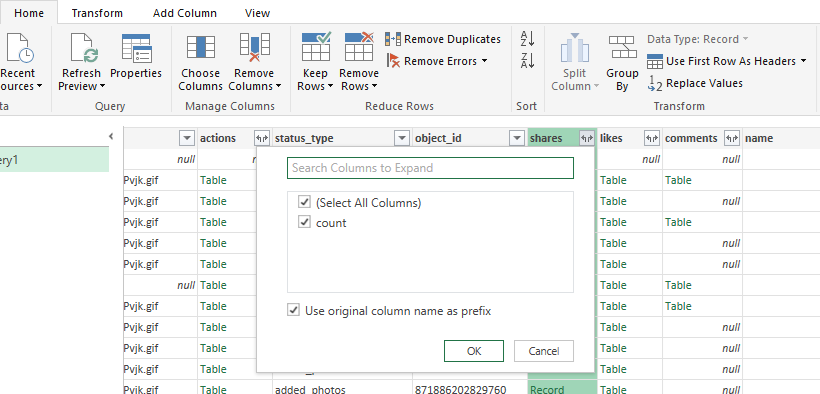 Home Transform Add Column View
Recent Refresh Properties Choose Remove Keep Remove Remove Duplicates Split Group Data Type: Record
Sources Preview Columns Columns Rows Rows Remove Errors Column By Use First Row As Headers
Replace Values
Query Manage Columns Reduce Rows Sort Transform
actions status_type object_id shares likes comments name
ery1 null null null
Search Columns to Expand
Pvjk.gif Table Table Table
(Select All Columns)
Pvjk.gif Table Table null
count
Pvjk.gif Table Table Table
Pvjk.gif Table Table null
Pvjk.gif Table Table null
null Table Table Table
Use original column name as prefix
Pvjk.gif Table Table Table
Pvjk.gif Table Table null
OK Cancel
Pvjk.gif Table Table null
Pvjk.gif Table Table null
Pvjk.gif Table added_photos 871886202829760 Record Table null